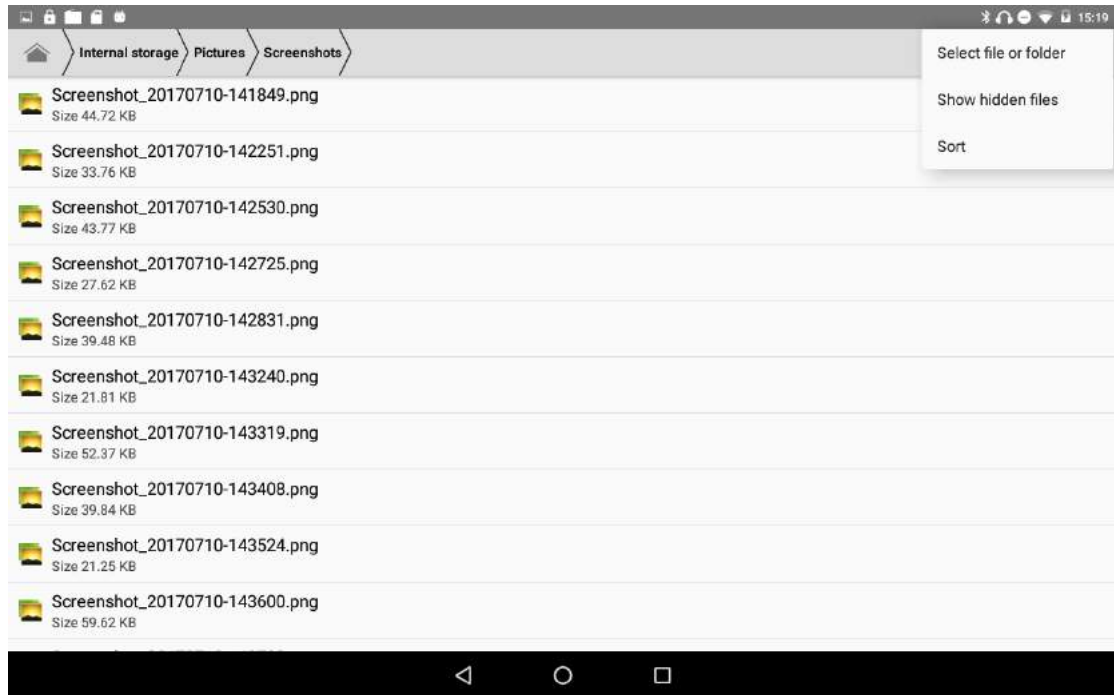 15:19
Internal storage Pictures Screenshots
Select file or folder
Show hidden files
Sort
Screenshot_20170710-141849.png
Size 44.72 KB
Screenshot_20170710-142251.png
Size 33.76 KB
Screenshot_20170710-142530.png
Size 43.77 KB
Screenshot_20170710-142725.png
Size 27.62 KB
Screenshot_20170710-142831.png
Size 39.48 KB
Screenshot_20170710-143240.png
Size 21.81 KB
Screenshot_20170710-143319.png
Size 52.37 KB
Screenshot_20170710-143408.png
Size 39.84 KB
Screenshot_20170710-143524.png
Size 21.25 KB
Screenshot_20170710-143600.png
Size 59.62 KB